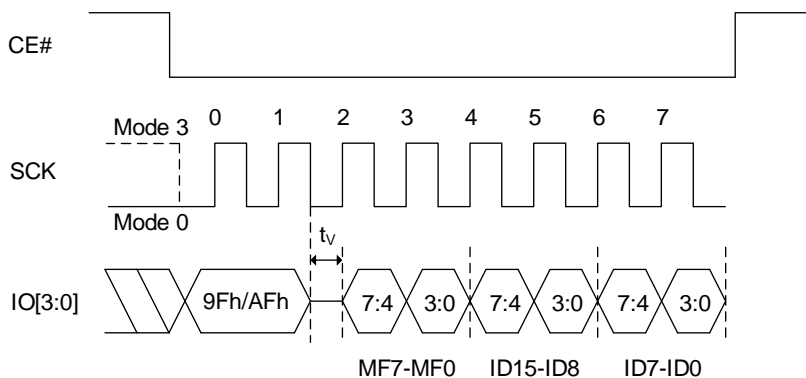 CE#
Mode 3
0 1 2 3 4 5 6 7
SCK
Mode 0
tV
IO[3:0]
9Fh/AFh
7:4 3:0 7:4 3:0 7:4 3:0
MF7-MF0 ID15-ID8 ID7-ID0